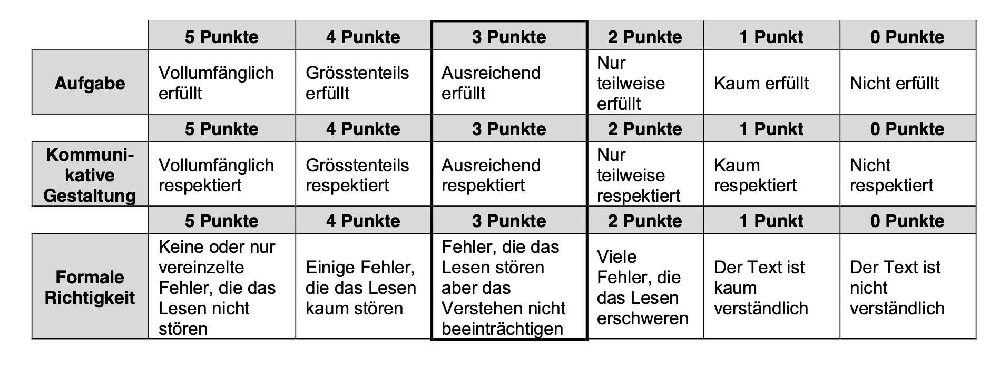 5 Punkte 4 Punkte 3 Punkte 2 Punkte 1 Punkt 0 Punkte
Aufgabe
Vollumfänglich
erfüllt
Grösstenteils
erfüllt
Ausreichend
erfüllt
Nur
teilweise
erfüllt
Kaum erfüllt
Nicht erfüllt
5 Punkte 4 Punkte 3 Punkte 2 Punkte 1 Punkt 0 Punkte
Kommuni-
kative
Gestaltung
Vollumfänglich
respektiert
Grösstenteils
respektiert
Ausreichend
respektiert
Nur
teilweise
respektiert
Kaum
respektiert
Nicht
respektiert
5 Punkte 4 Punkte 3 Punkte 2 Punkte 1 Punkt 0 Punkte
Formale
Richtigkeit
Keine oder nur
vereinzelte
Fehler, die das
Lesen nicht
stören
Einige Fehler,
die das Lesen
kaum stören
Fehler, die das
Lesen stören
aber das
Verstehen nicht
beeinträchtigen
Viele
Fehler, die
das Lesen
erschweren
Der Text ist
kaum
verständlich
Der Text ist
nicht
verständlich